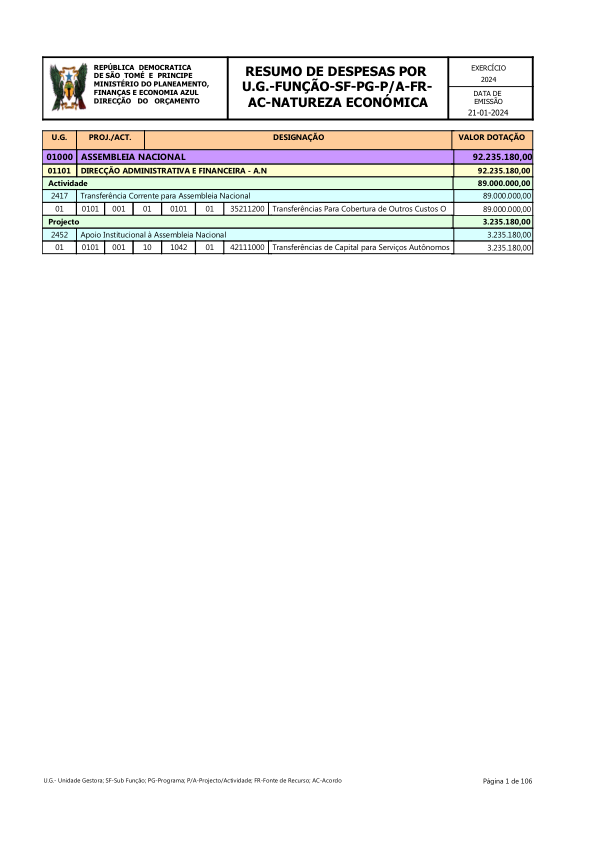 REPÚBLICA DEMOCRATICA
DE SÃO TOMÉ E PRINCIPE
MINISTÉRIO DO PLANEAMENTO,
FINANÇAS E ECONOMIA AZUL
DIRECÇÃO DO ORÇAMENTO
RESUMO DE DESPESAS POR
U.G.-FUNÇÃO-SF-PG-P/A-FR-
AC-NATUREZA ECONÓMICA
EXERCÍCIO
2024
DATA DE
EMISSÃO
21-01-2024
U.G. PROJ./ACT. DESIGNAÇÃO VALOR DOTAÇÃO
01000 ASSEMBLEIA NACIONAL 92.235.180,00
01101 DIRECÇÃO ADMINISTRATIVA E FINANCEIRA - A.N 92.235.180,00
Actividade 89.000.000,00
2417 Transferência Corrente para Assembleia Nacional 89.000.000,00
01 0101 001 01 0101 01 35211200 Transferências Para Cobertura de Outros Custos O 89.000.000,00
Projecto 3.235.180,00
2452 Apoio Institucional à Assembleia Nacional 3.235.180,00
01 0101 001 10 1042 01 42111000 Transferências de Capital para Serviços Autônomos 3.235.180,00
U.G.- Unidade Gestora; SF-Sub Função; PG-Programa; P/A-Projecto/Actividade; FR-Fonte de Recurso; AC-Acordo
Página 1 de 106